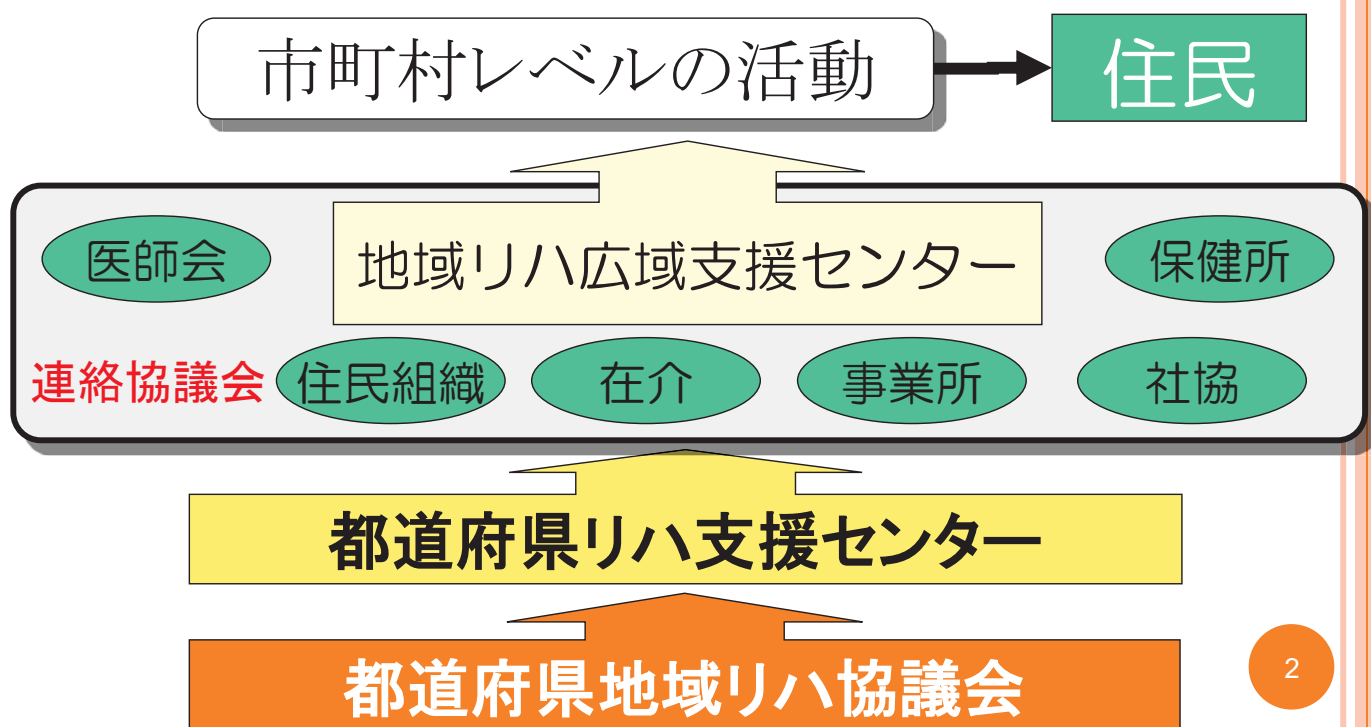 市町村レベルの活動
住民
医師会
地域リハ広域支援センター
保健所
連絡協議会
住民組織
在介
事業所
社協
都道府県リハ支援センター
都道府県地域リハ協議会
2